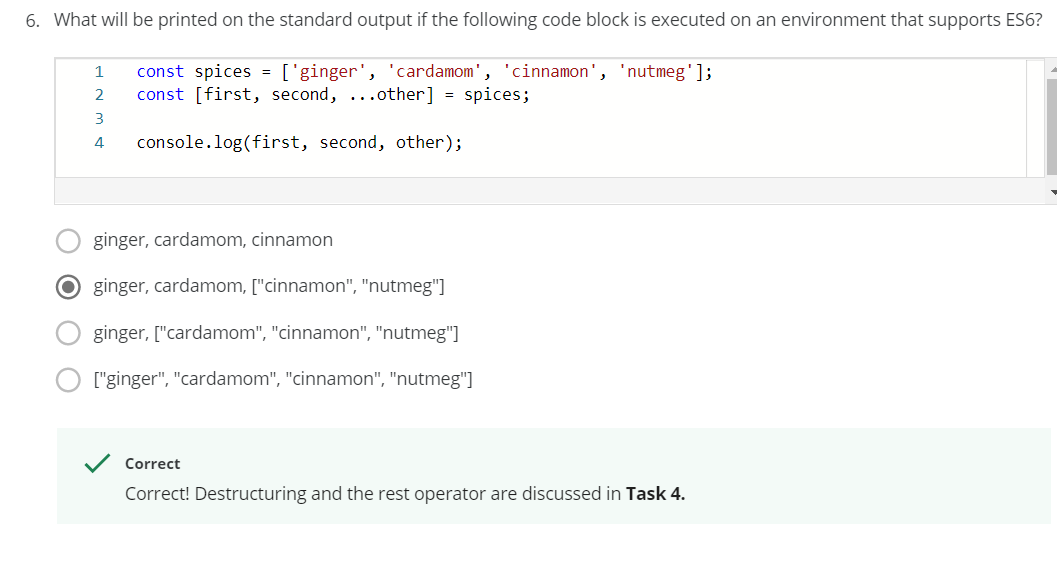 6. What will be printed on the standard output if the following code block is executed on an environment that supports ES6?
1 const spices = ['ginger', 'cardamom', 'cinnamon', 'nutmeg'];
2 const [first, second, ...other] = spices;
3
4 console.log(first, second, other);
ginger, cardamom, cinnamon
ginger, cardamom, ["cinnamon", "nutmeg"]
ginger, ["cardamom", "cinnamon", "nutmeg"]
["ginger", "cardamom", "cinnamon", "nutmeg"]
Correct
Correct! Destructuring and the rest operator are discussed in Task 4.